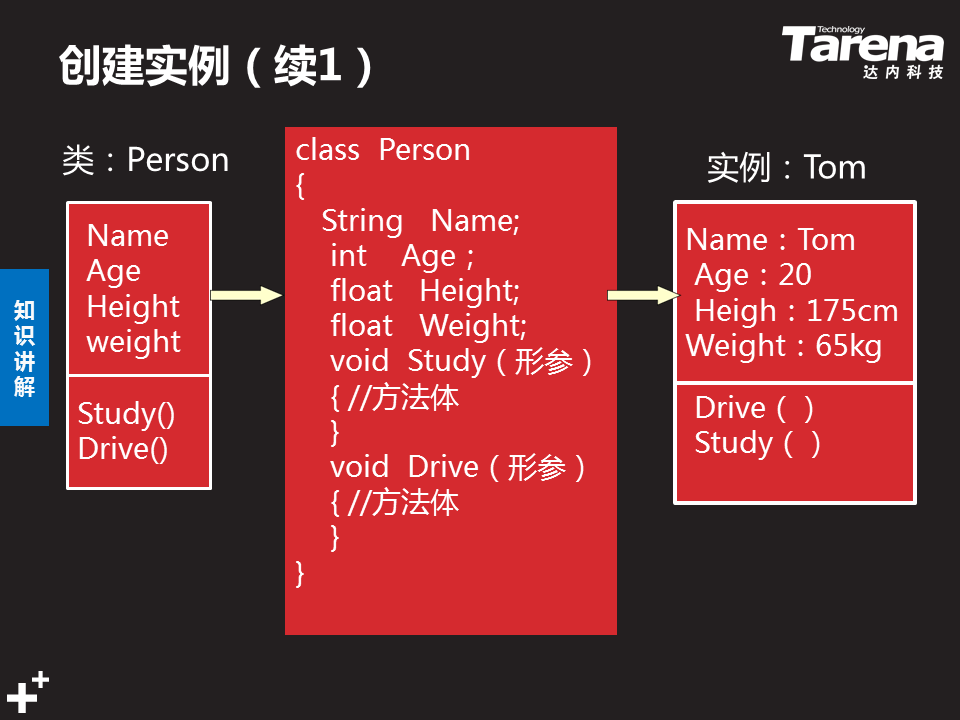 创建实例（续1）
Technology
Tarena
达内科技
类：Person
Name
Age
Height
weight
Study()
Drive()
知识讲解
class Person
{
String Name;
int Age；
float Height;
float Weight;
void Study（形参）
{ //方法体
}
void Drive（形参）
{ //方法体
}
}
实例：Tom
Name：Tom
Age：20
Heigh：175cm
Weight：65kg
Drive（ ）
Study（ ）